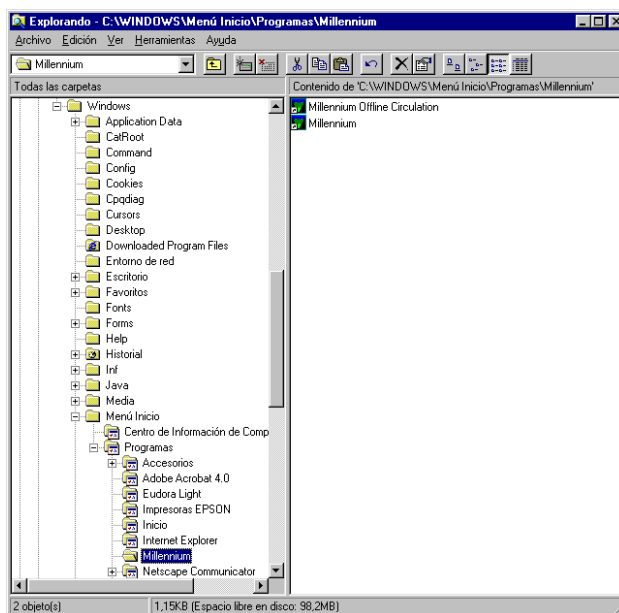 Explorando - C:\WINDOWS\Menú Inicio\Programas\Millennium
Archivo Edición Ver Herramientas Ayuda
Millennium
Todas las carpetas
Contenido de 'C:\WINDOWS\Menú Inicio\Programas\Millennium'
Windows
Application Data
CatRoot
Command
Config
Cookies
Cpqdiag
Cursors
Desktop
Downloaded Program Files
Entorno de red
Escritorio
Favoritos
Fonts
Forms
Help
Historial
Inf
Java
Media
Menú Inicio
Centro de Información de Comp
Programas
Accesorios
Adobe Acrobat 4.0
Eudora Light
Impresoras EPSON
Inicio
Internet Explorer
Millennium
Netscape Communicator
Millennium Offline Circulation
Millennium
2 objeto(s)
1,15KB (Espacio libre en disco: 98,2MB)